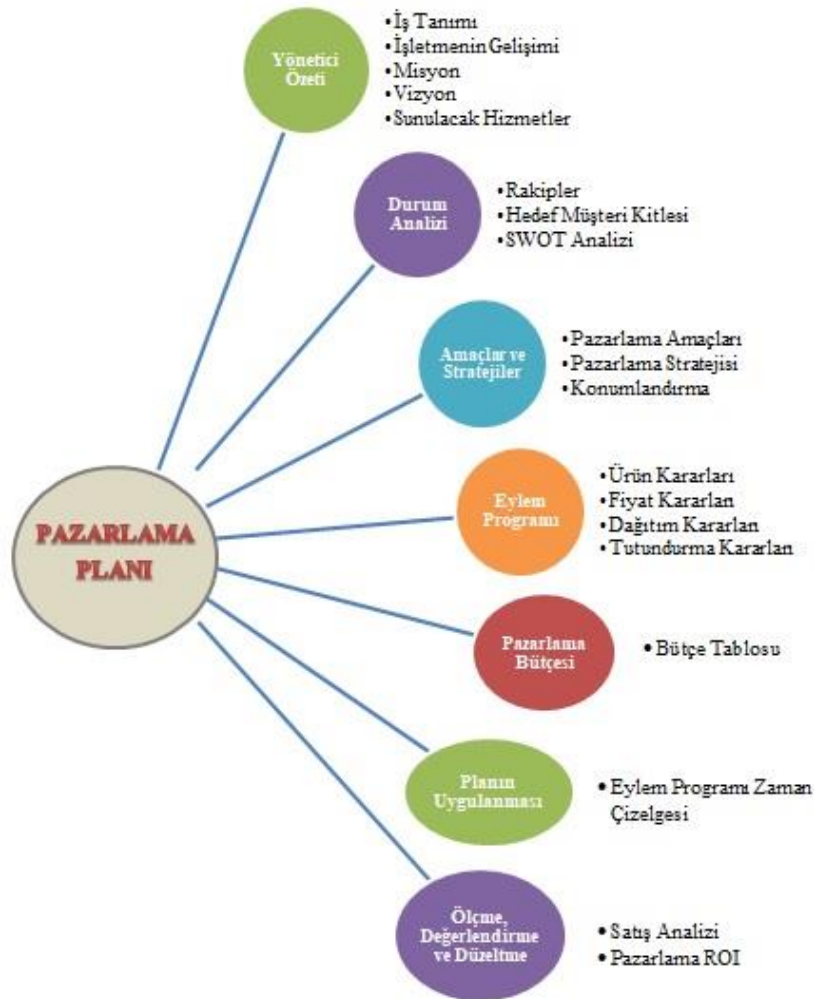 Yönetici
Özeti
•İş Tanımı
•İşletmenin Gelişimi
•Misyon
•Vizyon
•Sunulacak Hizmetler
Durum
Analizi
•Rakipler
•Hedef Müşteri Kitlesi
•SWOT Analizi
Amaçlar ve
Stratejiler
•Pazarlama Amaçları
•Pazarlama Stratejisi
•Konumlandırma
PAZARLAMA
PLANI
Eylem
Programı
•Ürün Kararları
•Fiyat Kararları
•Dağıtım Kararları
•Tutundurma Kararları
Pazarlama
Bütçesi
•Bütçe Tablosu
Planın
Uygulanması
•Eylem Programı Zaman
Çizelgesi
Ölçme,
Değerlendirme
ve Düzeltme
•Satış Analizi
•Pazarlama ROI